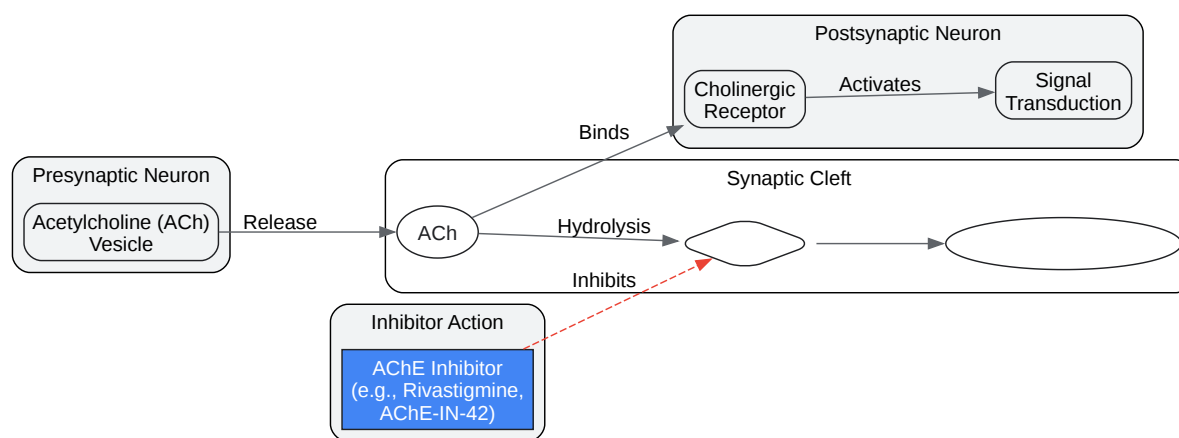 Postsynaptic Neuron
Cholinergic
Receptor
Activates
Signal
Transduction
Binds
Presynaptic Neuron
Acetylcholine (ACh)
Vesicle
Release
Synaptic Cleft
ACh
Hydrolysis
Inhibits
Inhibitor Action
AChE Inhibitor
(e.g., Rivastigmine,
AChE-IN-42)